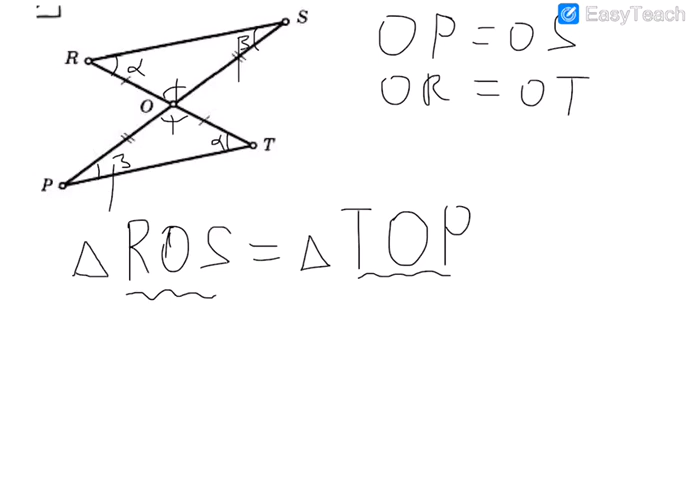 EasyTeach
S
R
α
β
O
T
α
β
P
OP = OS
OR = OT
△ ROS = △ TOP